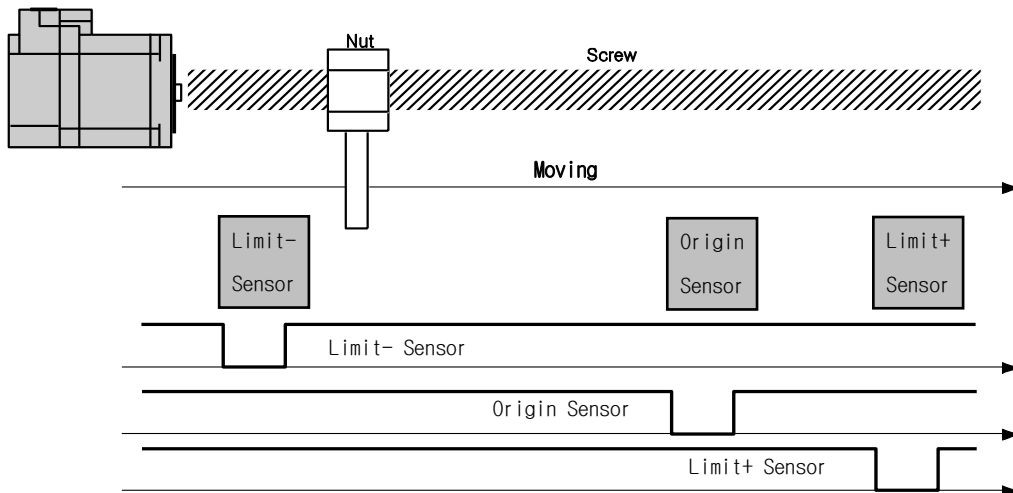 Nut
Screw
Moving
Limit-
Sensor
Origin
Sensor
Limit+
Sensor
Limit- Sensor
Origin Sensor
Limit+ Sensor